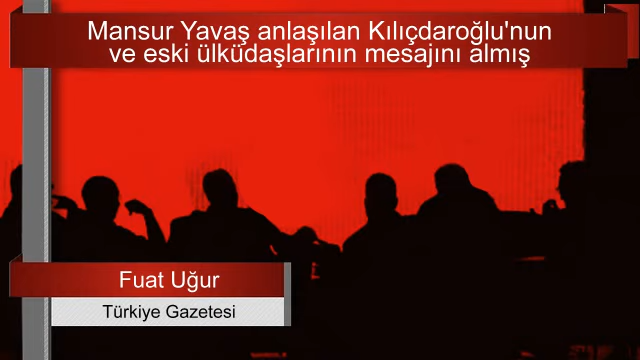 Mansur Yavaş anlaşılan Kılıçdaroğlu'nun
ve eski ülküdaşlarının mesajını almış
Fuat Uğur
Türkiye Gazetesi